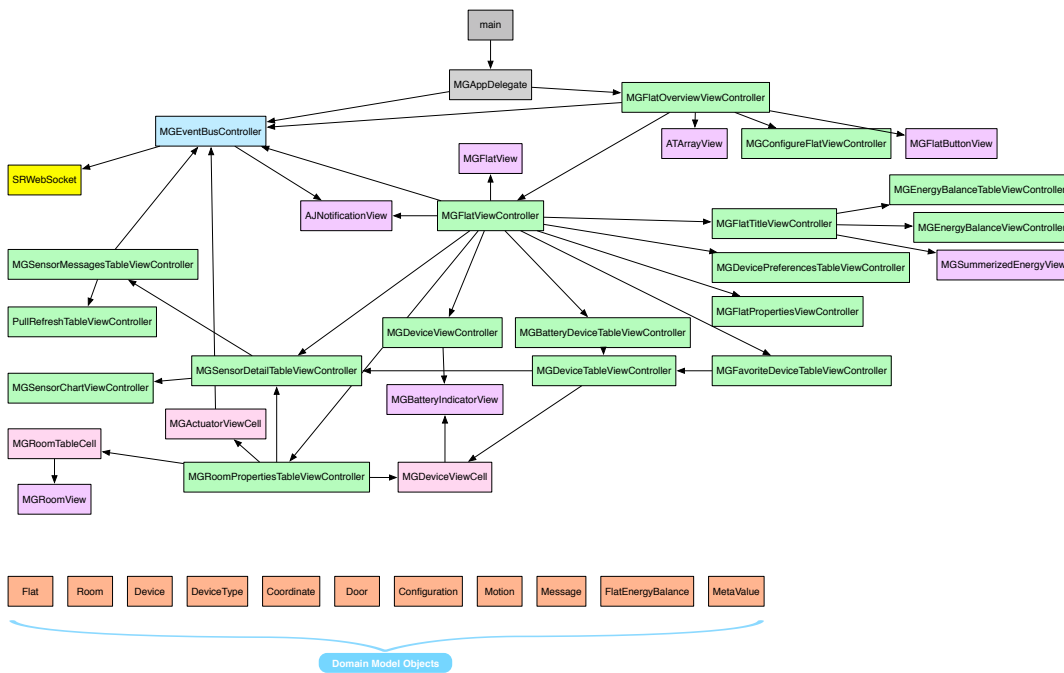 main
MGAppDelegate
MGFlatOverviewViewController
MGEventBusController
ATArrayView
MGConfigureFlatViewController
MGFlatButtonView
MGFlatView
SRWebSocket
MGEnergyBalanceTableViewController
AJNotificationView
MGFlatViewController
MGFlatTitleViewController
MGEnergyBalanceViewController
MGSensorMessagesTableViewController
MGDevicePreferencesTableViewController
MGSummerizedEnergyView
PullRefreshTableViewController
MGFlatPropertiesViewController
MGDeviceViewController
MGBatteryDeviceTableViewController
MGSensorDetailTableViewController
MGDeviceTableViewController
MGFavoriteDeviceTableViewController
MGSensorChartViewController
MGBatteryIndicatorView
MGActuatorViewCell
MGRoomTableCell
MGRoomPropertiesTableViewController
MGDeviceViewCell
MGRoomView
Flat Room Device DeviceType Coordinate Door Configuration Motion Message FlatEnergyBalance MetaValue
Domain Model Objects